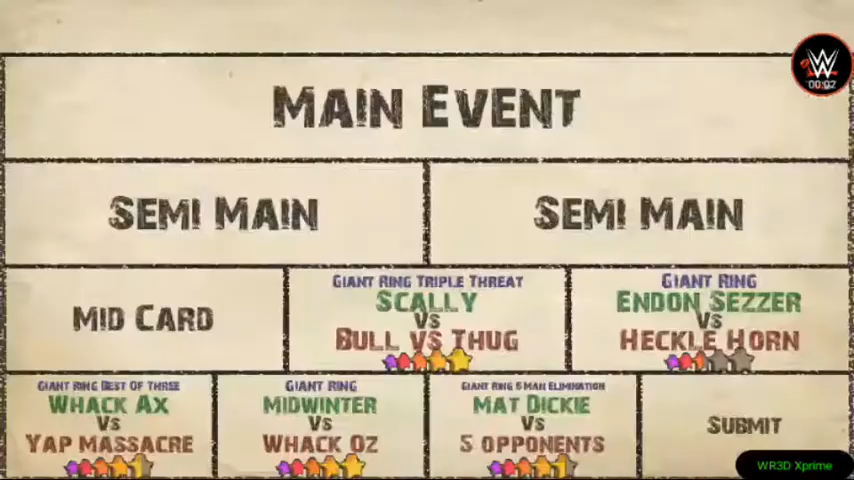 MAIN EVENT
W
00:02
SEMI MAIN
SEMI MAIN
MID CARD
GIANT RING TRIPLE THREAT
SCALLY
VS
BULL VS THUG
GIANT RING
ENDON SEZZER
VS
HECKLE HORN
GIANT RING BEST OF THREE
WHACK AX
VS
YAP MASSACRE
GIANT RING
MIDWINTER
VS
WHACK OZ
GIANT RING 6 MAN ELIMINATION
MAT DICKIE
VS
5 OPPONENTS
SUBMIT
WR3D Xprime